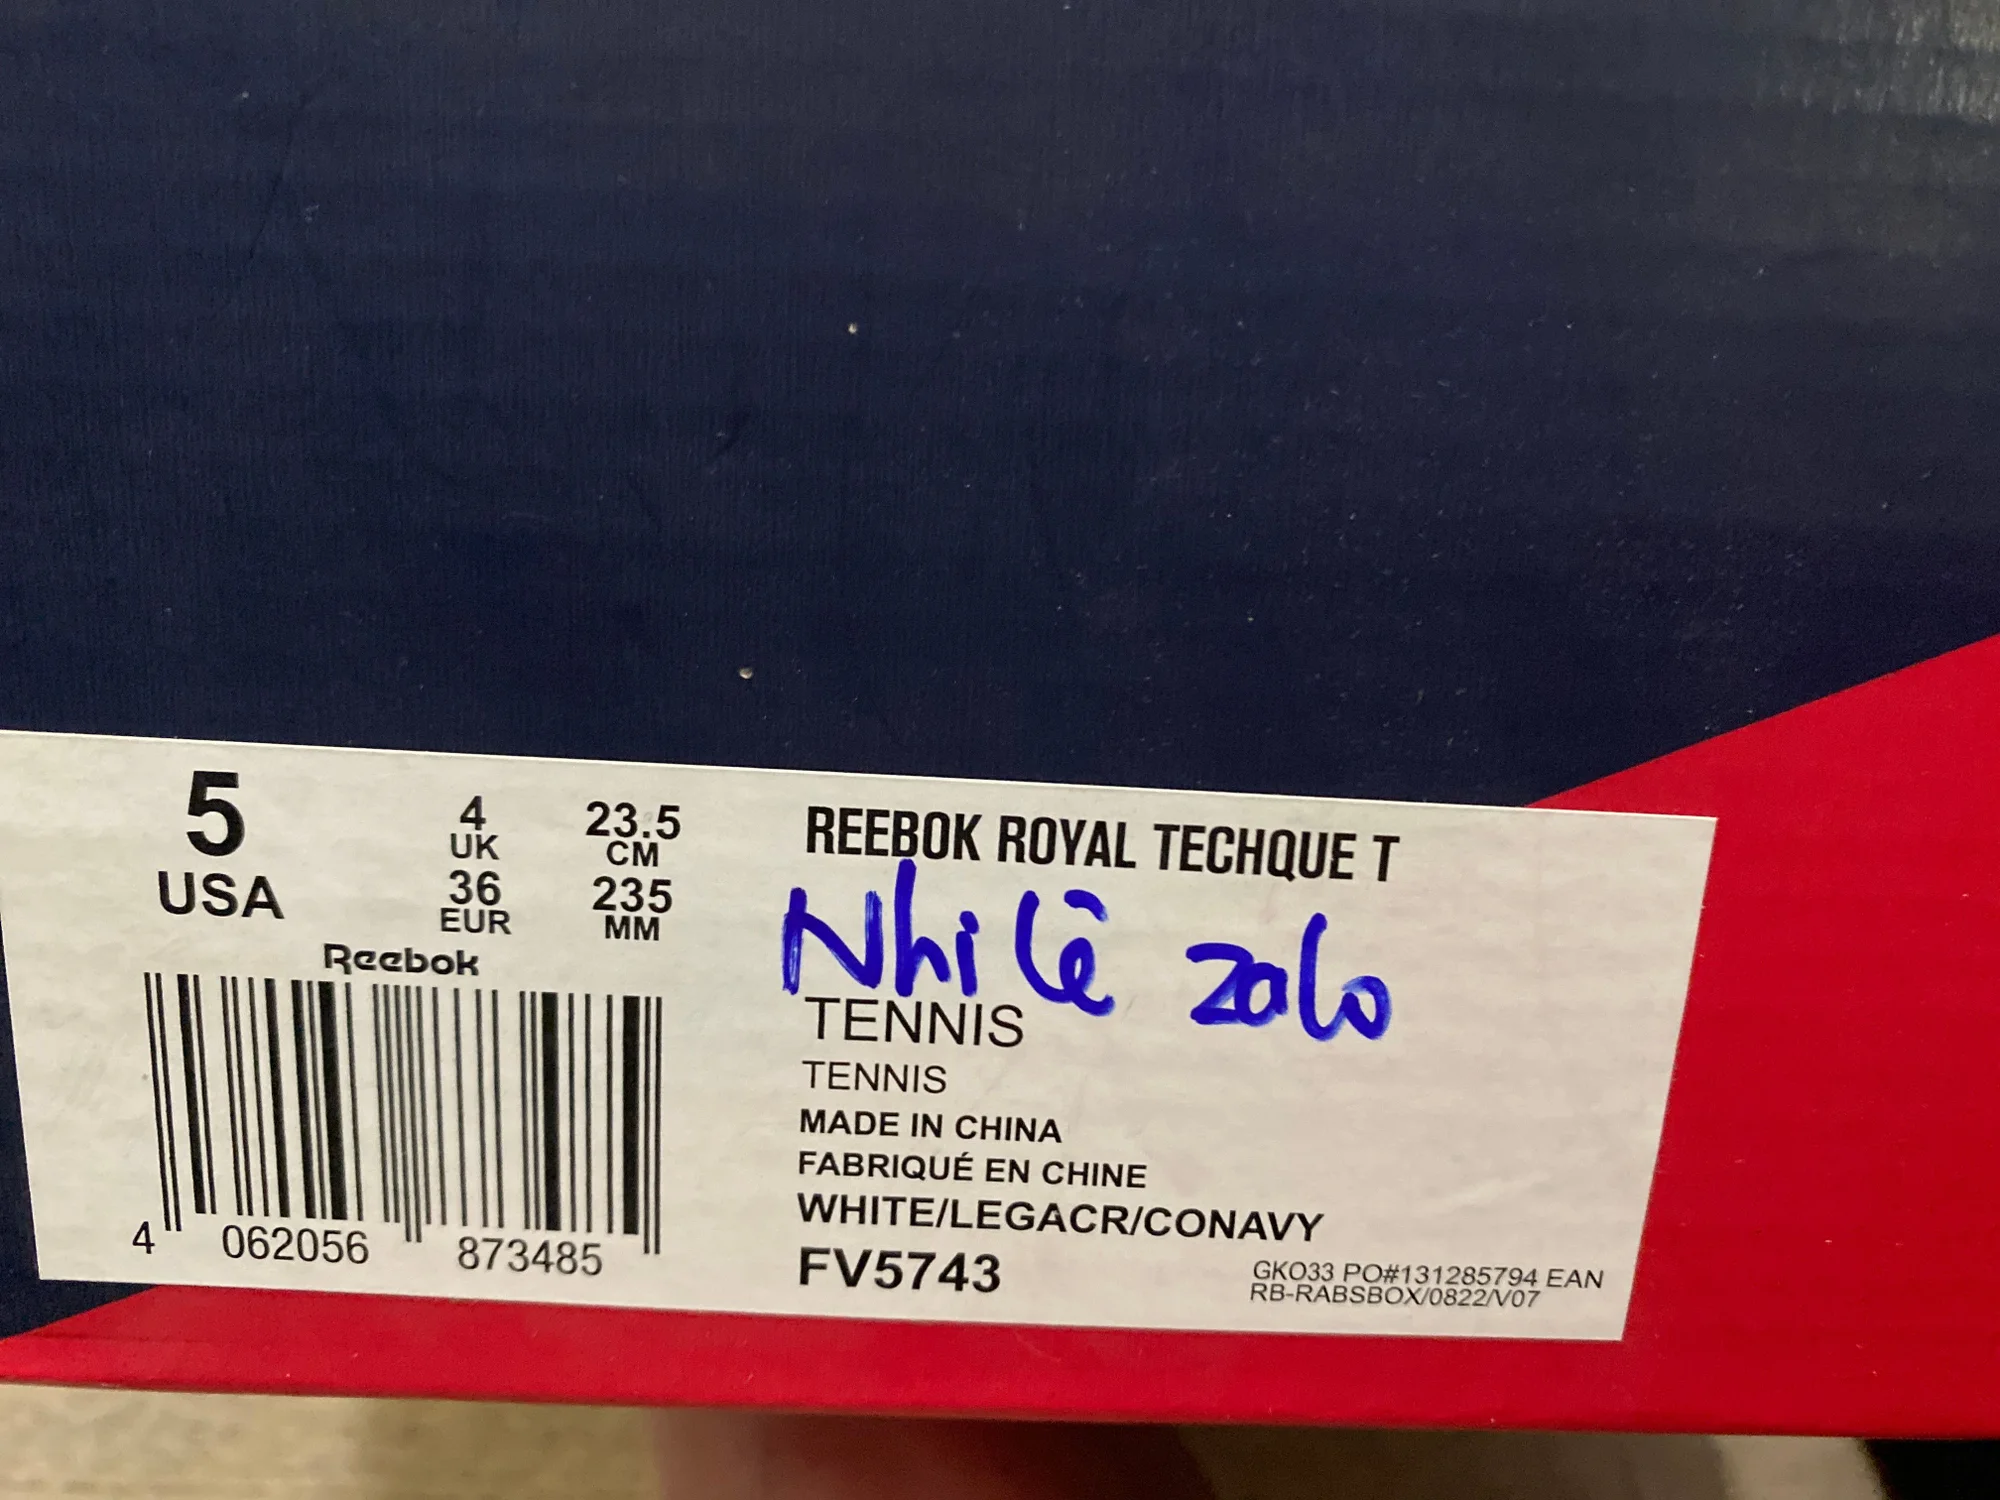 5
USA
4
UK
36
EUR
23.5
CM
235
MM
Reebok
4 062056 873485
REEBOK ROYAL TECHQUE T
Nhi Lê zalo
TENNIS
TENNIS
MADE IN CHINA
FABRIQUÉ EN CHINE
WHITE/LEGACR/CONAVY
FV5743
GKO33 PO#131285794 EAN
RB-RABSBOX/0822/V07